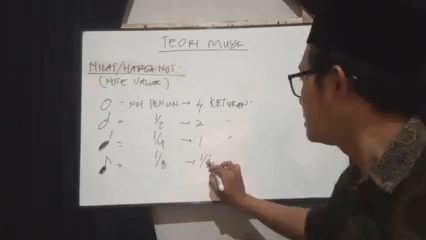 TEORI MUSIK
NILAI/HARGA NOT.
(NOTE VALUE)
= NOT PENUH → 4 KETUKAN.
1/2 → 2 "
= 1/4 → 1 "
= 1/8 → 1/2